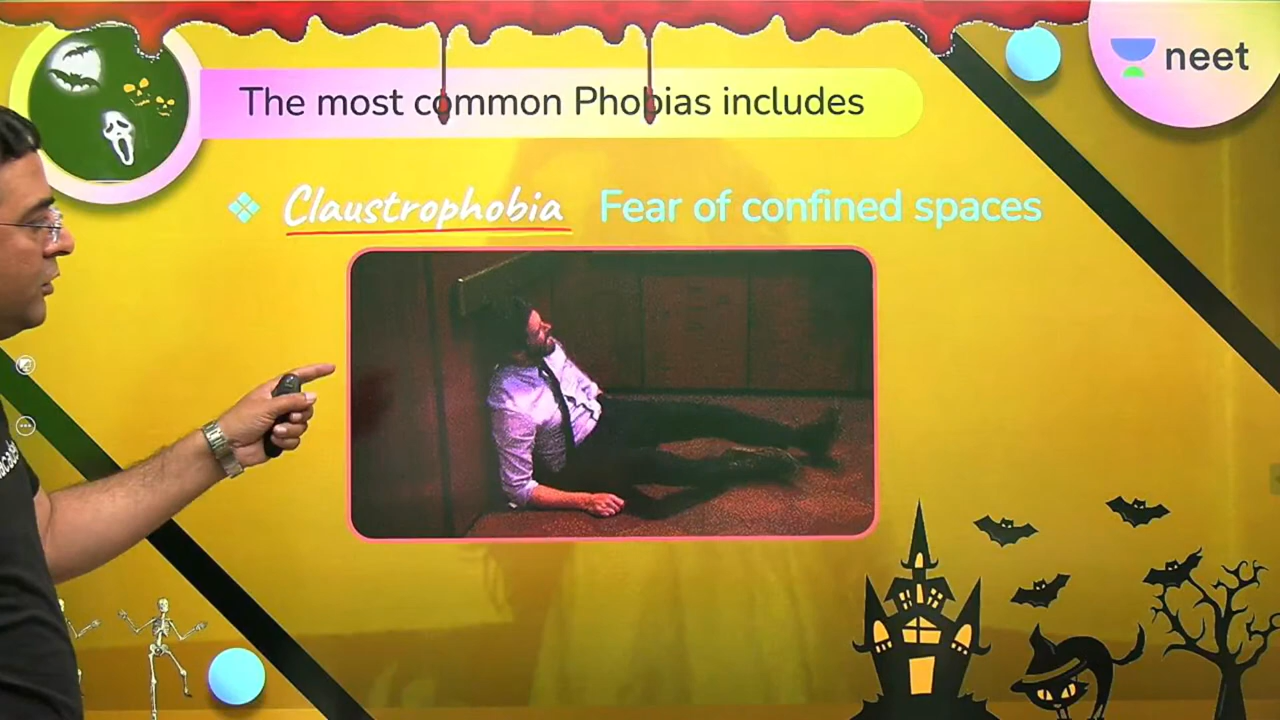 neet
The most common Phobias includes
Claustrophobia Fear of confined spaces